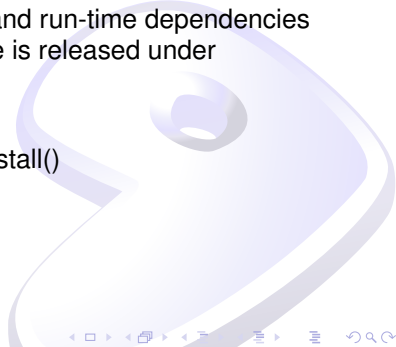 and run-time dependencies
e is released under
stall()